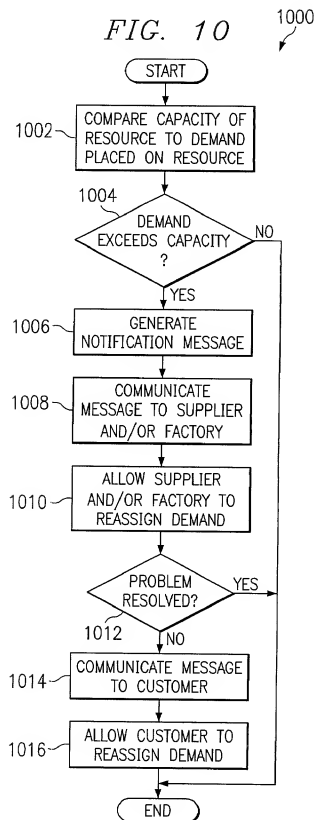 FIG. 10
1000
START
1002
COMPARE CAPACITY OF
RESOURCE TO DEMAND
PLACED ON RESOURCE
1004
DEMAND
EXCEEDS CAPACITY
?
NO
YES
1006
GENERATE
NOTIFICATION MESSAGE
1008
COMMUNICATE
MESSAGE TO SUPPLIER
AND/OR FACTORY
1010
ALLOW SUPPLIER
AND/OR FACTORY TO
REASSIGN DEMAND
PROBLEM
RESOLVED?
YES
1012
NO
1014
COMMUNICATE MESSAGE
TO CUSTOMER
1016
ALLOW CUSTOMER TO
REASSIGN DEMAND
END